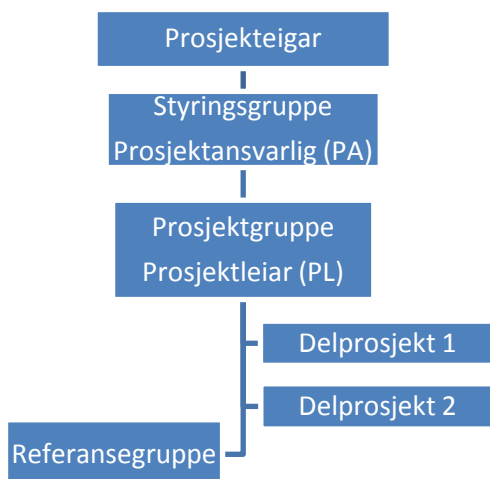 Prosjekteigar
Styringsgruppe
Prosjektansvarlig (PA)
Prosjektgruppe
Prosjektleiar (PL)
Delprosjekt 1
Delprosjekt 2
Referansegruppe